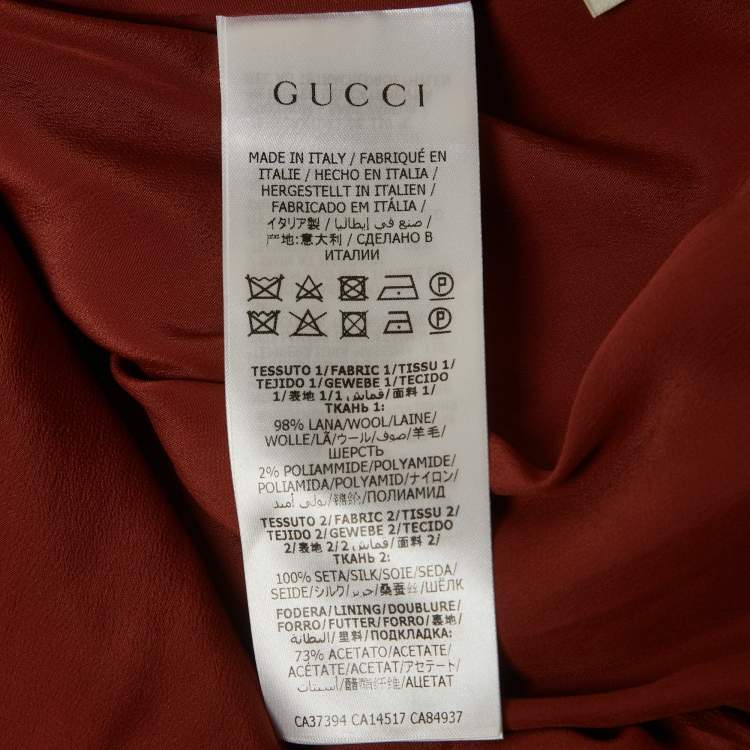 GUCCI
MADE IN ITALY / FABRIQUÉ EN
ITALIE / HECHO EN ITALIA /
HERGESTELLT IN ITALIEN /
FABRICADO EM ITÁLIA /
イタリア製 / صنع في إيطاليا /
产地:意大利 / СДЕЛАНО В
ИТАЛИИ
P
P
TESSUTO 1/FABRIC 1/TISSU 1/
TEJIDO 1/GEWEBE 1/TECIDO
1/表地 1/قماش 1/面料 1/
ТКАНЬ 1:
98% LANA/WOOL/LAINE/
WOLLE/LÃ/ウール/صوف/羊毛/
ШЕРСТЬ
2% POLIAMMIDE/POLYAMIDE/
POLIAMIDA/POLYAMID/ナイロン/
بولي أميد/锦纶/ПОЛИАМИД
TESSUTO 2/FABRIC 2/TISSU 2/
TEJIDO 2/GEWEBE 2/TECIDO
2/表地 2/قماش 2/面料 2/
ТКАНЬ 2:
100% SETA/SILK/SOIE/SEDA/
SEIDE/シルク/حرير/桑蚕丝/ШЁЛК
FODERA/LINING/DOUBLURE/
FORRO/FUTTER/FORRO/裏地/
البطانة/里料/ПОДКЛАДКА:
73% ACETATO/ACETATE/
ACÉTATE/ACETAT/アセテート/
أسيتات/醋酯纤维/АЦЕТАТ
CA37394 CA14517 CA84937